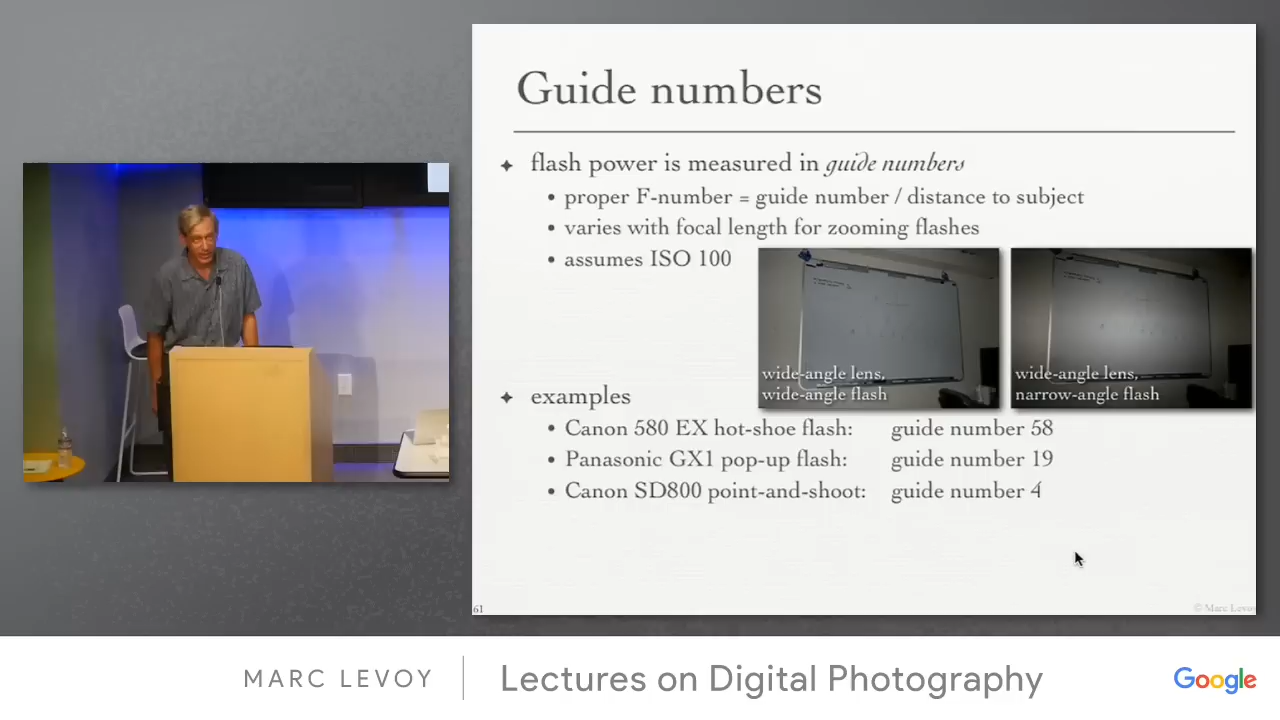 Guide numbers
✦ flash power is measured in guide numbers
• proper F-number = guide number / distance to subject
• varies with focal length for zooming flashes
• assumes ISO 100
wide-angle lens,
wide-angle flash
wide-angle lens,
narrow-angle flash
✦ examples
• Canon 580 EX hot-shoe flash: guide number 58
• Panasonic GX1 pop-up flash: guide number 19
• Canon SD800 point-and-shoot: guide number 4
61
© Marc Levoy
MARC LEVOY
Lectures on Digital Photography
Google